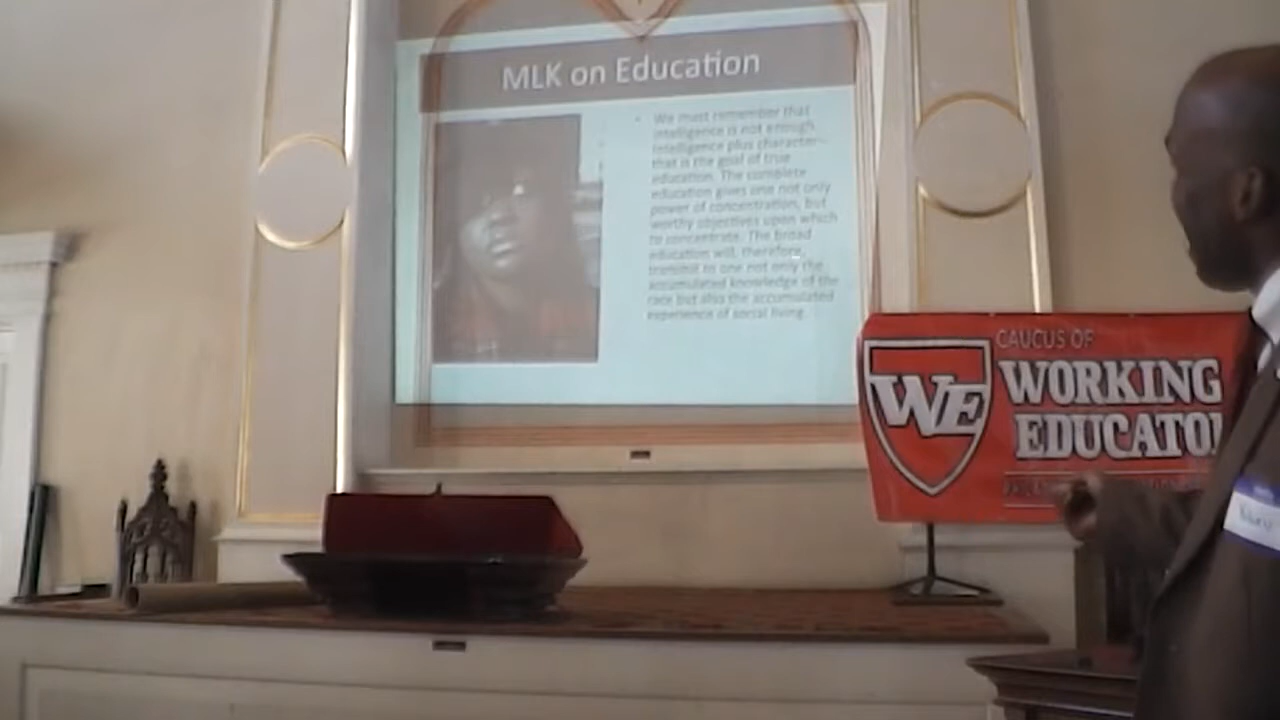 MLK on Education
• We must remember that
intelligence is not enough.
Intelligence plus character—
that is the goal of true
education. The complete
education gives one not only
power of concentration, but
worthy objectives upon which
to concentrate. The broad
education will, therefore,
transmit to one not only the
accumulated knowledge of the
race but also the accumulated
experience of social living.
CAUCUS OF
WE WORKING
EDUCATO